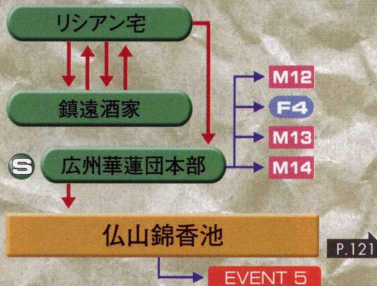 リシアン宅
鎮遠酒家
M12
F4
S 広州華蓮団本部
M13
M14
仏山錦香池
P.121
EVENT 5